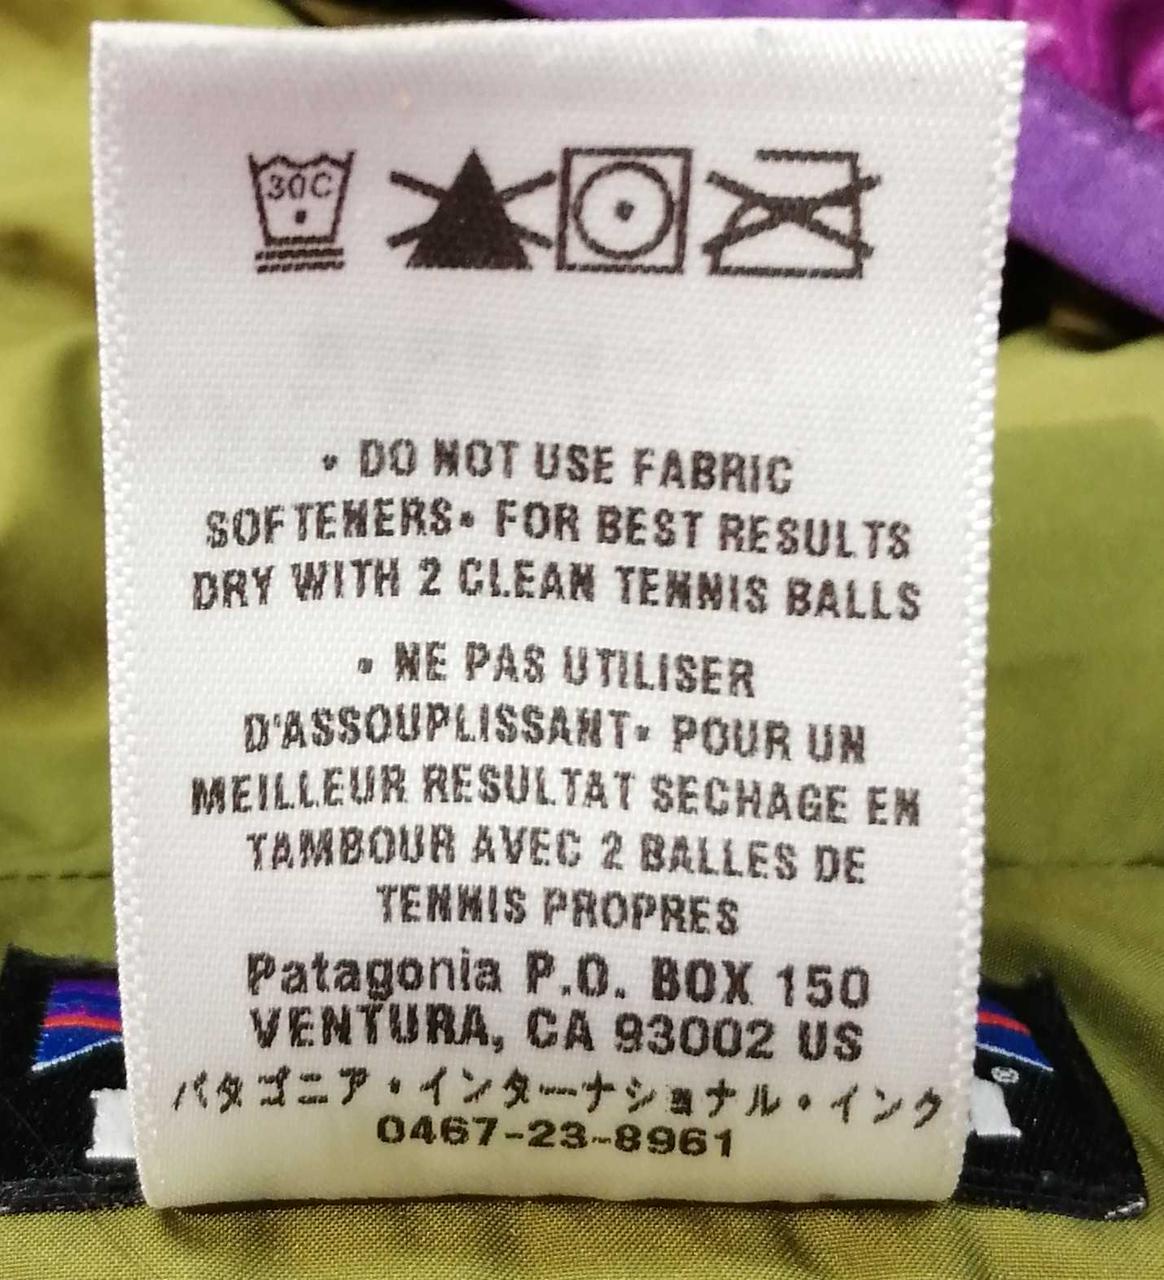 30C
• DO NOT USE FABRIC
SOFTENERS• FOR BEST RESULTS
DRY WITH 2 CLEAN TENNIS BALLS
• NE PAS UTILISER
D'ASSOUPLISSANT• POUR UN
MEILLEUR RESULTAT SECHAGE EN
TAMBOUR AVEC 2 BALLES DE
TENNIS PROPRES
Patagonia P.O. BOX 150
VENTURA, CA 93002 US
パタゴニア・インターナショナル・インク
0467-23-8961